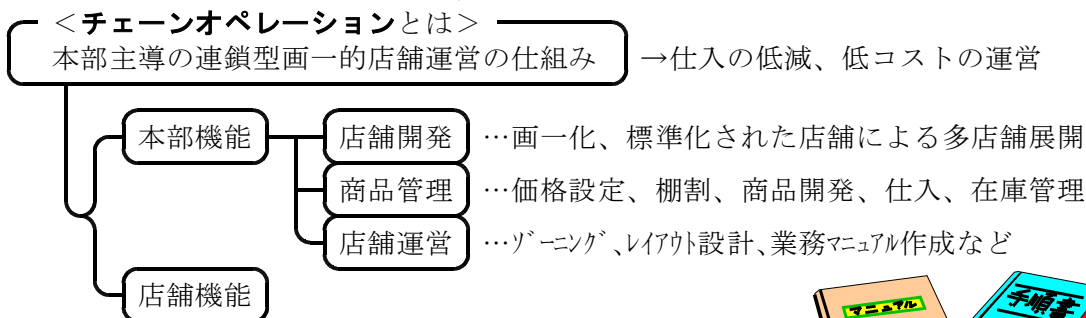 ＜チェーンオペレーションとは＞
本部主導の連鎖型画一的店舗運営の仕組み →仕入の低減、低コストの運営
本部機能 店舗開発 …画一化、標準化された店舗による多店舗展開
商品管理 …価格設定、棚割、商品開発、仕入、在庫管理
店舗運営 …ｿﾞｰﾆﾝｸﾞ､ﾚｲｱｳﾄ設計､業務ﾏﾆｭｱﾙ作成など
店舗機能
マニュアル
手順書